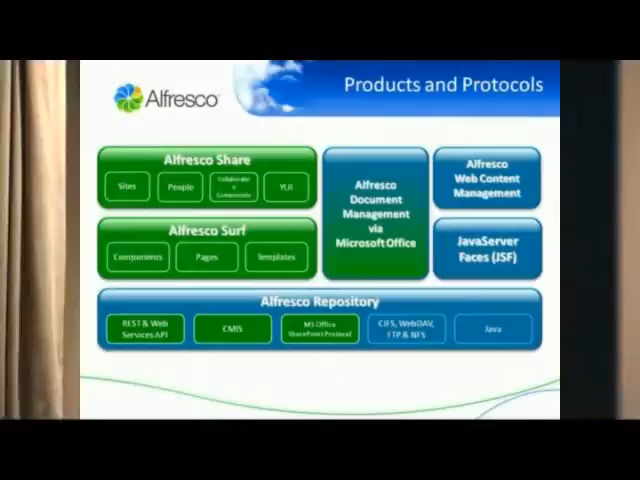 Products and Protocols
Alfresco
Alfresco Share
Sites
People
Collaborativ
e
Components
YUI
Alfresco
Document
Management
via
Microsoft Office
Alfresco
Web Content
Management
Alfresco Surf
Components
Pages
Templates
JavaServer
Faces (JSF)
Alfresco Repository
REST & Web
Services API
CMIS
MS Office
SharePoint Protocol
CIFS, WebDAV,
FTP & NFS
Java